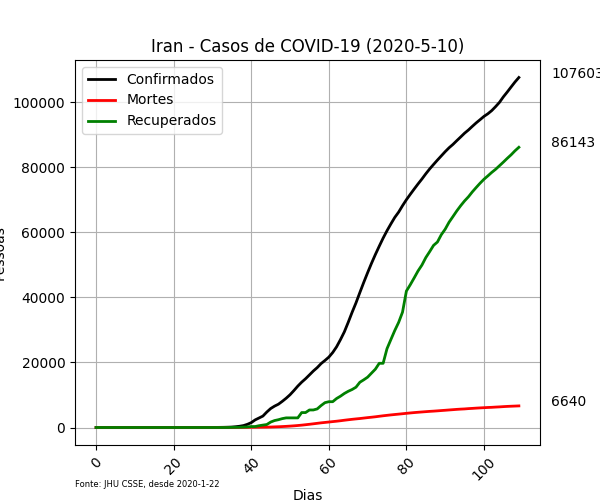 Iran - Casos de COVID-19 (2020-5-10)
Confirmados
Mortes
Recuperados
107603
86143
6640
100000
80000
60000
40000
20000
0
0
20
40
60
80
100
Dias
Fonte: JHU CSSE, desde 2020-1-22